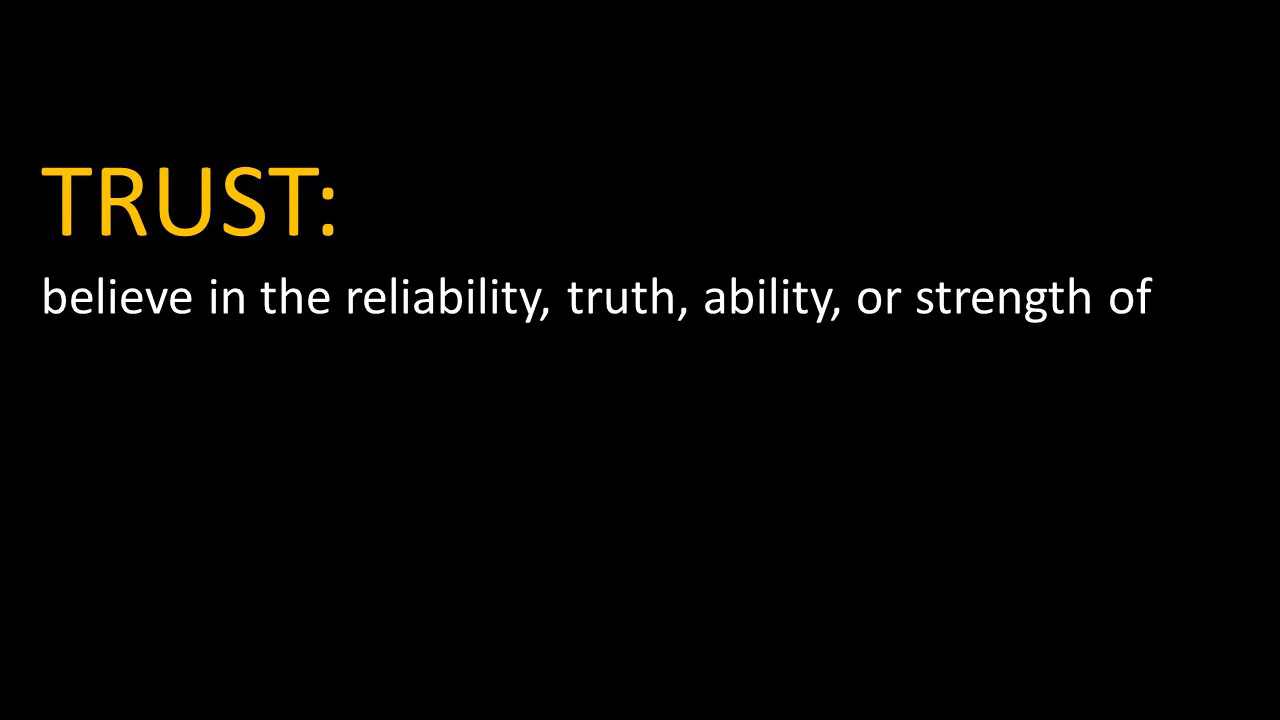 TRUST:
believe in the reliability, truth, ability, or strength of